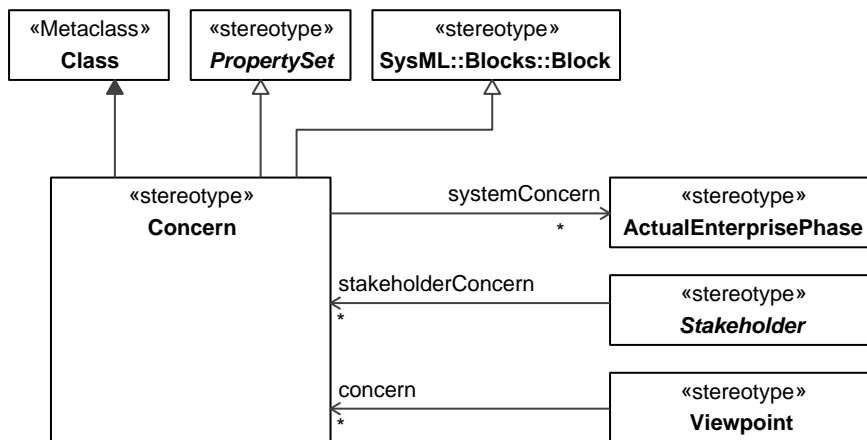 «Metaclass»
Class
«stereotype»
PropertySet
«stereotype»
SysML::Blocks::Block
«stereotype»
Concern
systemConcern
*
«stereotype»
ActualEnterprisePhase
stakeholderConcern
*
«stereotype»
Stakeholder
concern
*
«stereotype»
Viewpoint